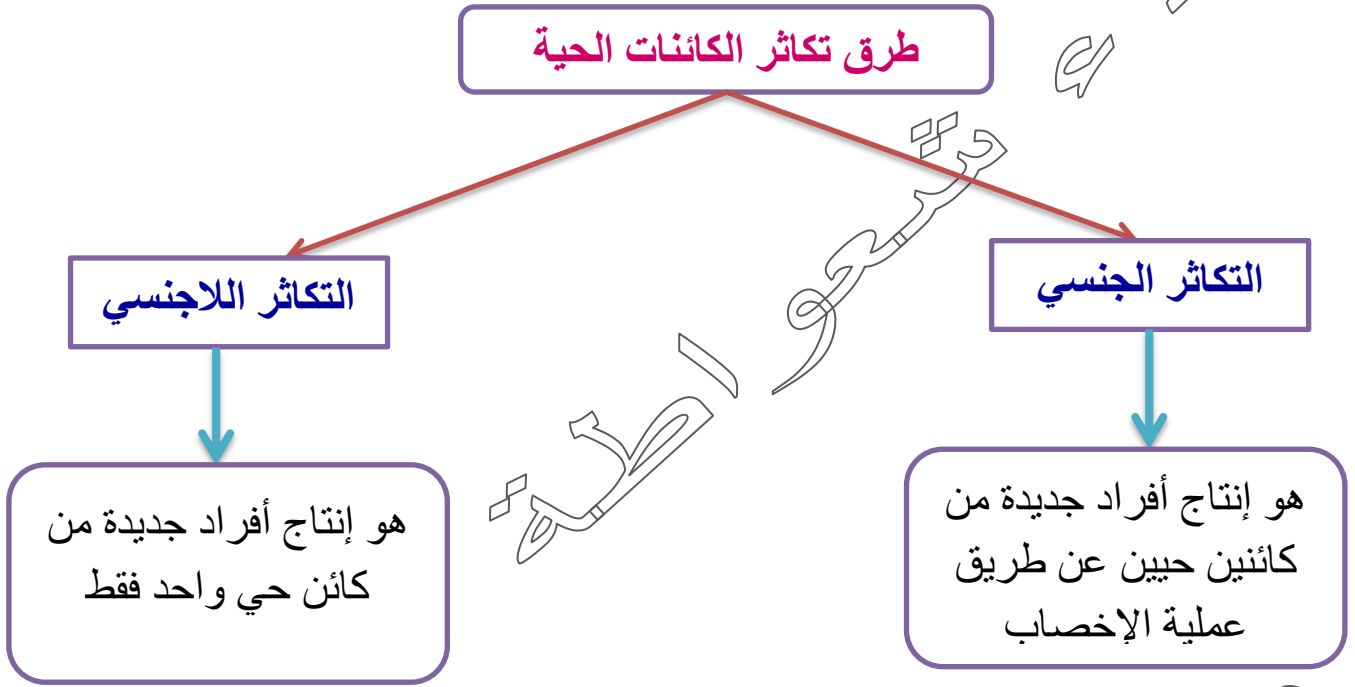 طرق تكاثر الكائنات الحية
التكاثر الجنسي
التكاثر اللاجنسي
هو إنتاج أفراد جديدة من
كائنين حيين عن طريق
عملية الإخصاب
هو إنتاج أفراد جديدة من
كائن حي واحد فقط